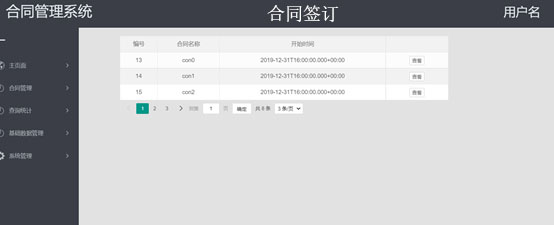 合同管理系统 合同签订 用户名
主页面
合同管理
查询统计
基础数据管理
系统管理
编号 合同名称 开始时间
13 con0 2019-12-31T16:00:00.000+00:00 查看
14 con1 2019-12-31T16:00:00.000+00:00 查看
15 con2 2019-12-31T16:00:00.000+00:00 查看
1 2 3 到第 1 页 确定 共 8 条 3 条/页